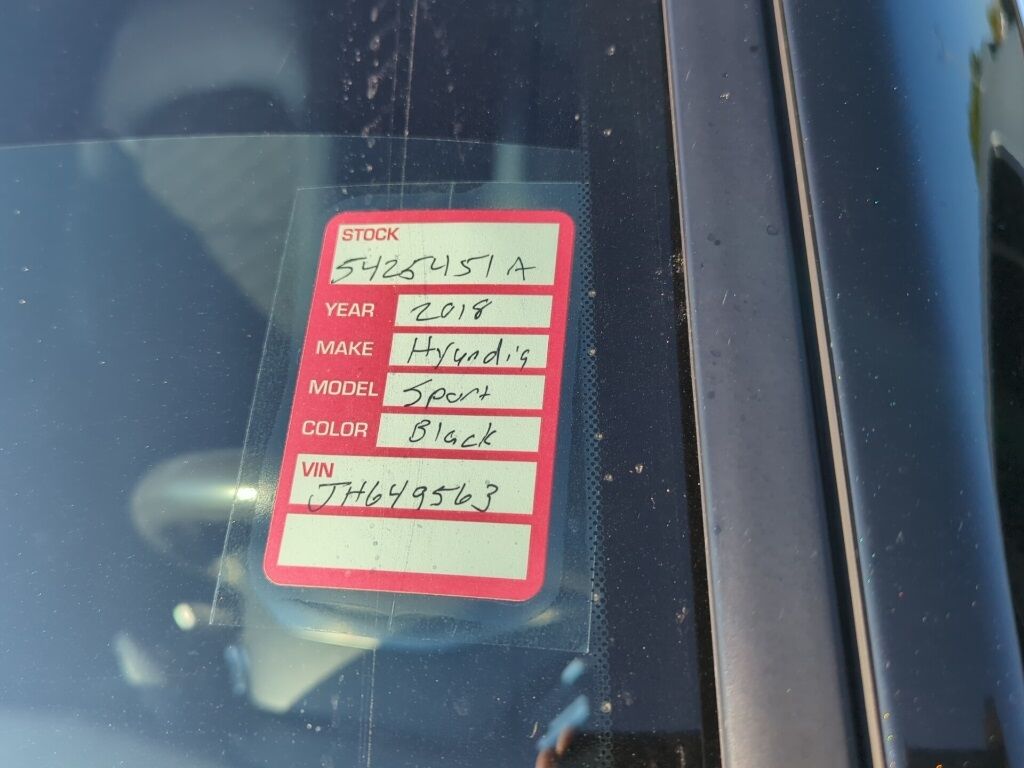 STOCK
5425451A
YEAR 2018
MAKE Hyundia
MODEL Sport
COLOR Black
VIN
JH649563